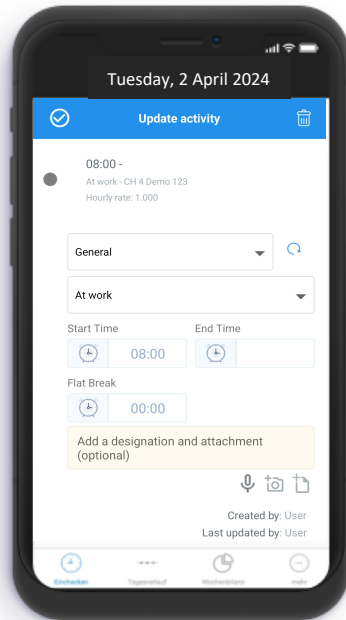 Tuesday, 2 April 2024
Update activity
08:00 -
At work - CH 4 Demo 123
Hourly rate: 1.000
General
At work
Start Time End Time
08:00
Flat Break
00:00
Add a designation and attachment
(optional)
Created by: User
Last updated by: User
Einchecken Tagesverlauf Wochenbilanz mehr